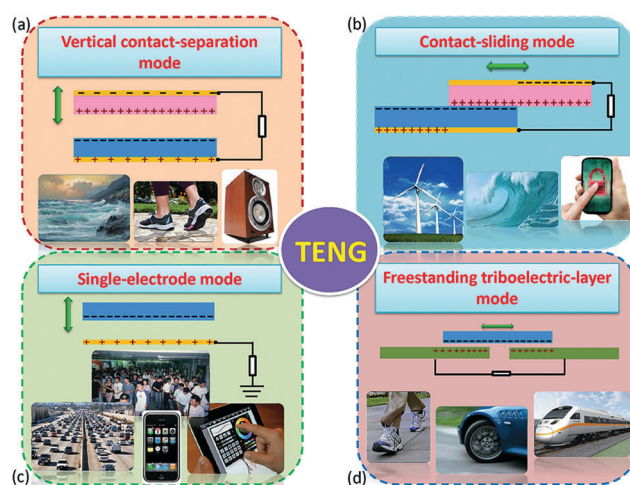 (a)
Vertical contact-separation
mode
(b)
Contact-sliding mode
TENG
Single-electrode mode
(c)
Freestanding triboelectric-layer
mode
(d)